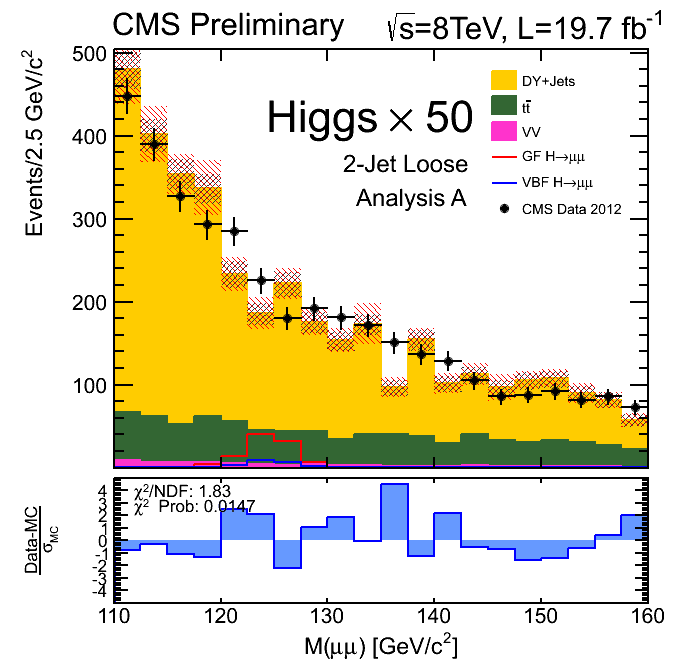 CMS Preliminary √s=8TeV, L=19.7 fb⁻¹
Events/2.5 GeV/c²
500
400
300
200
100
Higgs × 50
2-Jet Loose
Analysis A
DY+Jets
tt̅
VV
GF H→μμ
VBF H→μμ
CMS Data 2012
Data-MC
σMC
χ²/NDF: 1.83
χ² Prob: 0.0147
4
3
2
1
0
-1
-2
-3
-4
110 120 130 140 150 160
M(μμ) [GeV/c²]